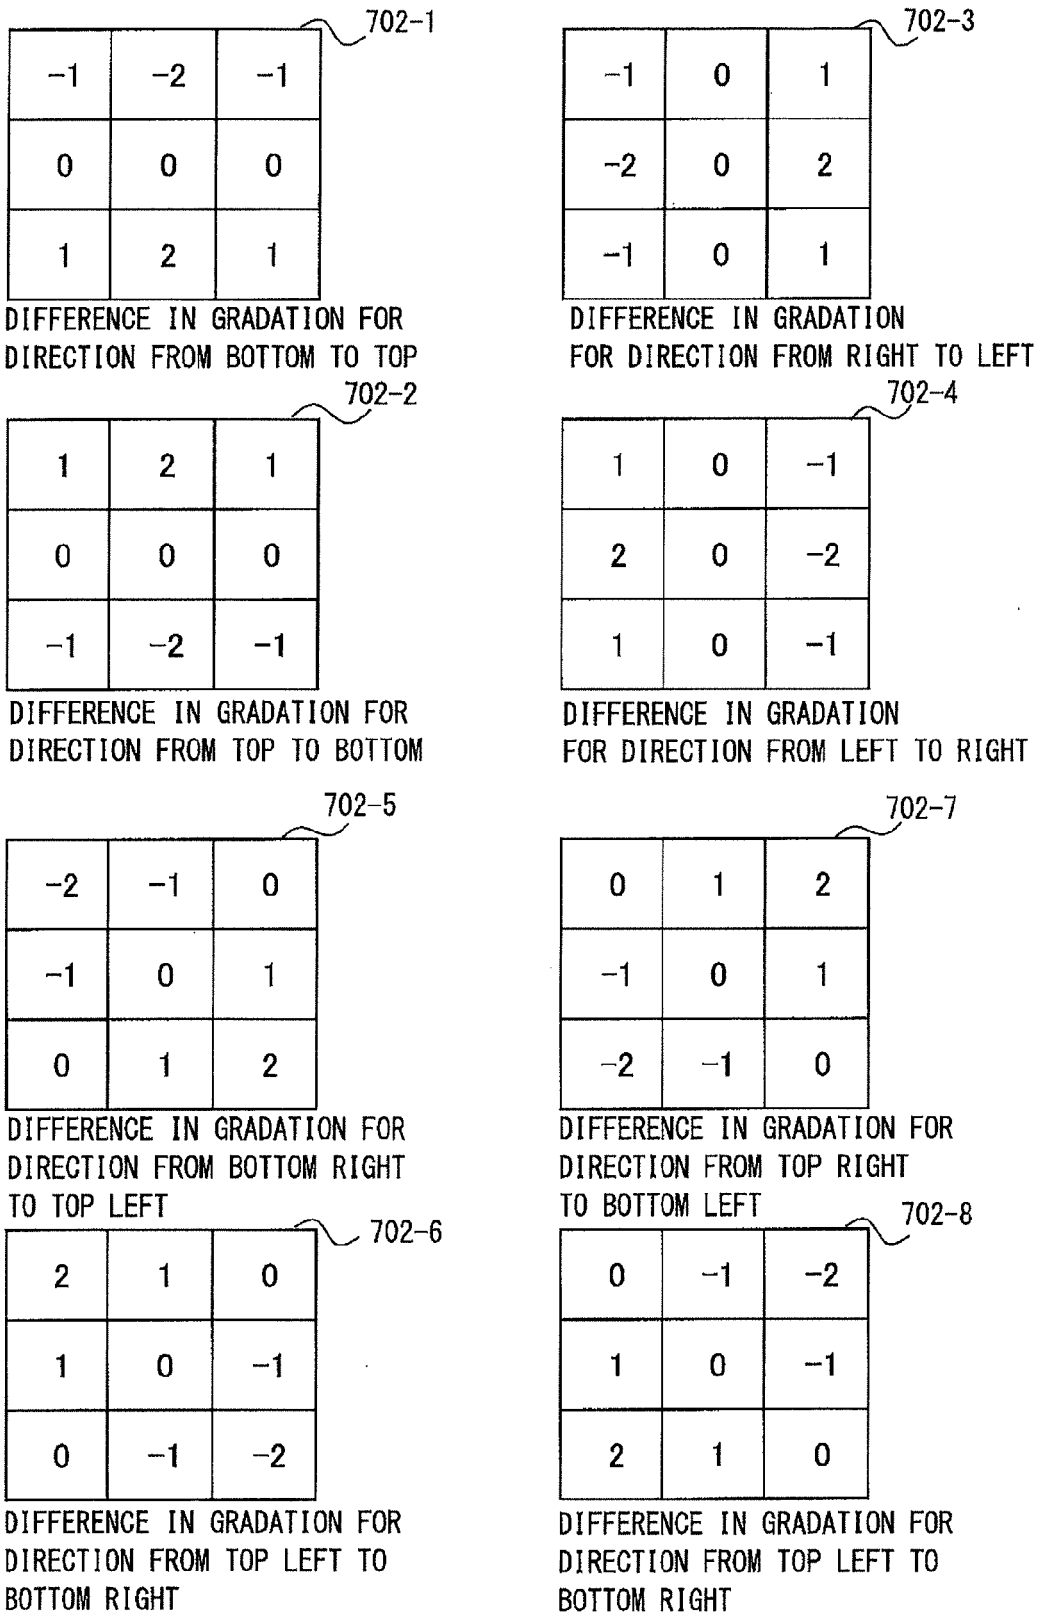 702-1
-1 -2 -1
0 0 0
1 2 1
DIFFERENCE IN GRADATION FOR
DIRECTION FROM BOTTOM TO TOP
702-2
1 2 1
0 0 0
-1 -2 -1
DIFFERENCE IN GRADATION FOR
DIRECTION FROM TOP TO BOTTOM
702-3
-1 0 1
-2 0 2
-1 0 1
DIFFERENCE IN GRADATION
FOR DIRECTION FROM RIGHT TO LEFT
702-4
1 0 -1
2 0 -2
1 0 -1
DIFFERENCE IN GRADATION
FOR DIRECTION FROM LEFT TO RIGHT
702-5
-2 -1 0
-1 0 1
0 1 2
DIFFERENCE IN GRADATION FOR
DIRECTION FROM BOTTOM RIGHT
TO TOP LEFT
702-6
2 1 0
1 0 -1
0 -1 -2
DIFFERENCE IN GRADATION FOR
DIRECTION FROM TOP LEFT TO
BOTTOM RIGHT
702-7
0 1 2
-1 0 1
-2 -1 0
DIFFERENCE IN GRADATION FOR
DIRECTION FROM TOP RIGHT
TO BOTTOM LEFT
702-8
0 -1 -2
1 0 -1
2 1 0
DIFFERENCE IN GRADATION FOR
DIRECTION FROM TOP LEFT TO
BOTTOM RIGHT